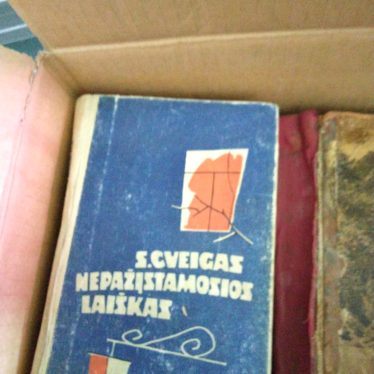 S. CVEIGAS
NEPAŽĮSTAMOSIOS
LAIŠKAS